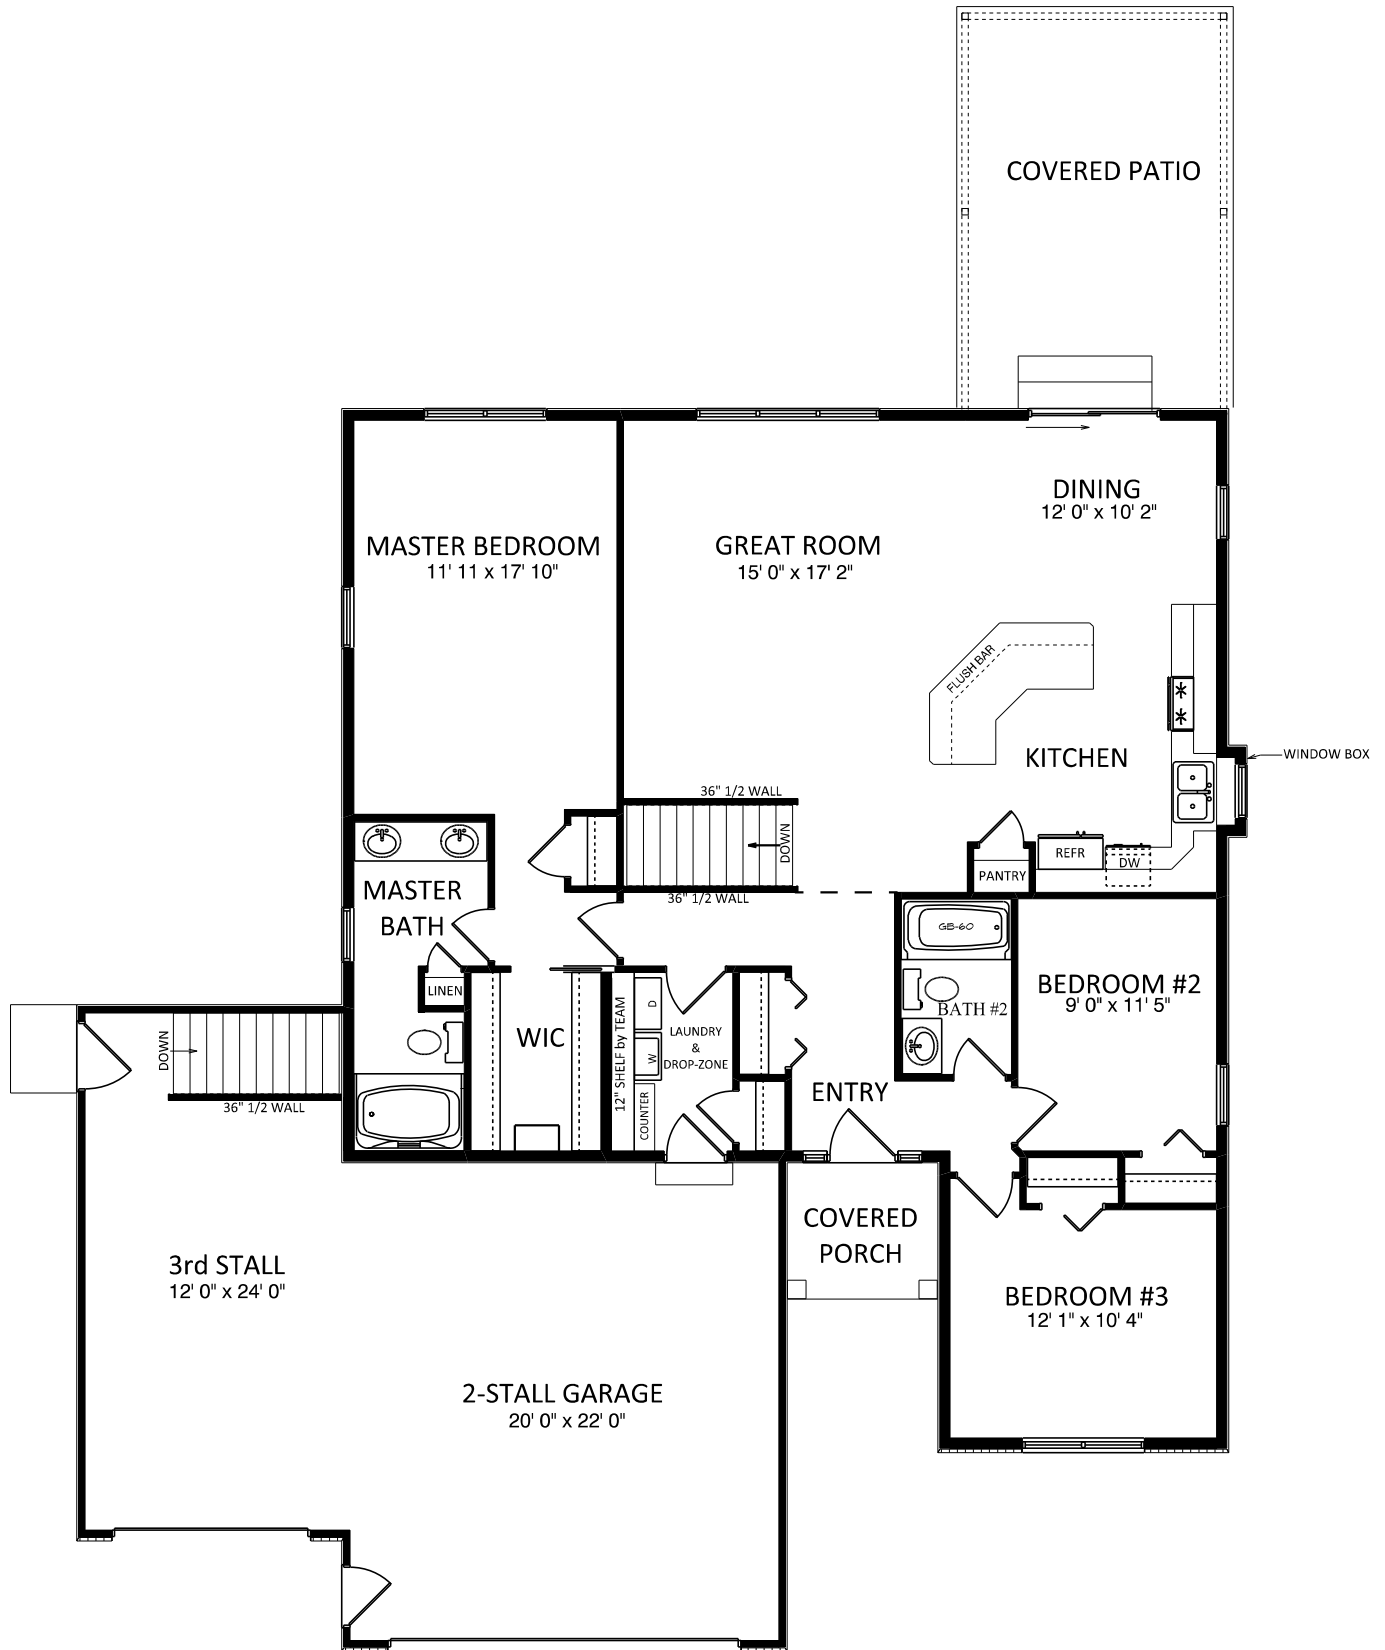 COVERED PATIO
DINING
12' 0" x 10' 2"
MASTER BEDROOM
11' 11 x 17' 10"
GREAT ROOM
15' 0" x 17' 2"
FLUSH BAR
KITCHEN
WINDOW BOX
36" 1/2 WALL
DOWN
REFR
DW
PANTRY
36" 1/2 WALL
MASTER
BATH
GB-60
LINEN
WIC
12" SHELF by TEAM
D
W
COUNTER
LAUNDRY
&
DROP-ZONE
BATH #2
BEDROOM #2
9' 0" x 11' 5"
DOWN
36" 1/2 WALL
ENTRY
COVERED
PORCH
3rd STALL
12' 0" x 24' 0"
BEDROOM #3
12' 1" x 10' 4"
2-STALL GARAGE
20' 0" x 22' 0"